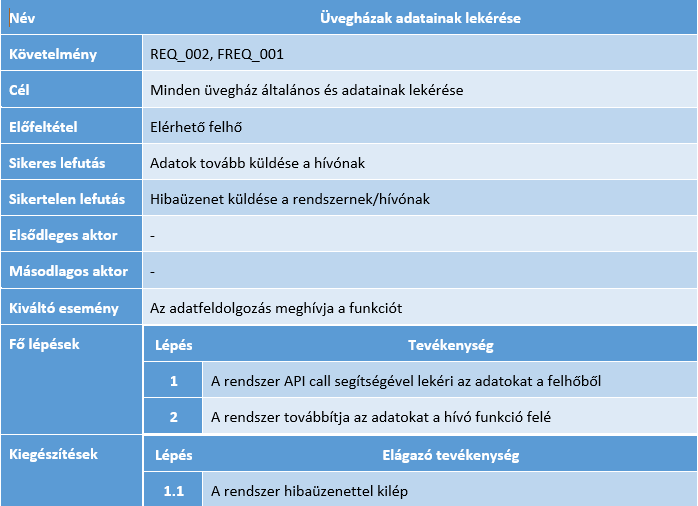 Név Üvegházak adatainak lekérése
Követelmény REQ_002, FREQ_001
Cél Minden üvegház általános és adatainak lekérése
Előfeltétel Elérhető felhő
Sikeres lefutás Adatok tovább küldése a hívónak
Sikertelen lefutás Hibaüzenet küldése a rendszernek/hívónak
Elsődleges aktor -
Másodlagos aktor -
Kiváltó esemény Az adatfeldolgozás meghívja a funkciót
Fő lépések Lépés Tevékenység
1 A rendszer API call segítségével lekéri az adatokat a felhőből
2 A rendszer továbbítja az adatokat a hívó funkció felé
Kiegészítések Lépés Elágazó tevékenység
1.1 A rendszer hibaüzenettel kilép